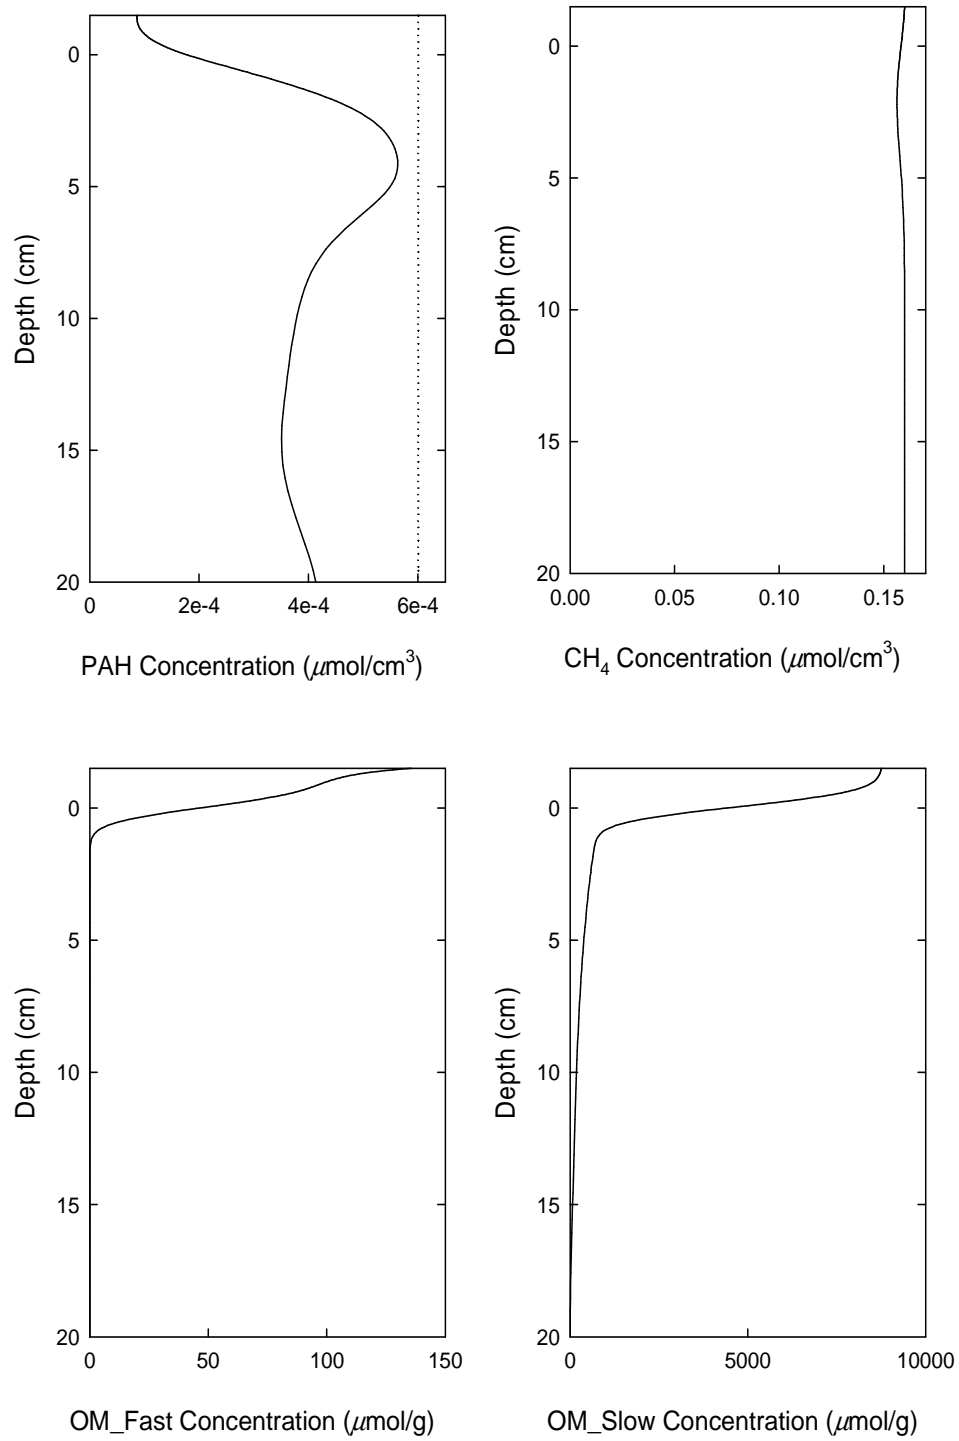 0
5
10
15
20
Depth (cm)
0 2e-4 4e-4 6e-4
PAH Concentration (μmol/cm³)
0
5
10
15
20
Depth (cm)
0.00 0.05 0.10 0.15
CH₄ Concentration (μmol/cm³)
0
5
10
15
20
Depth (cm)
0 50 100 150
OM_Fast Concentration (μmol/g)
0
5
10
15
20
Depth (cm)
0 5000 10000
OM_Slow Concentration (μmol/g)